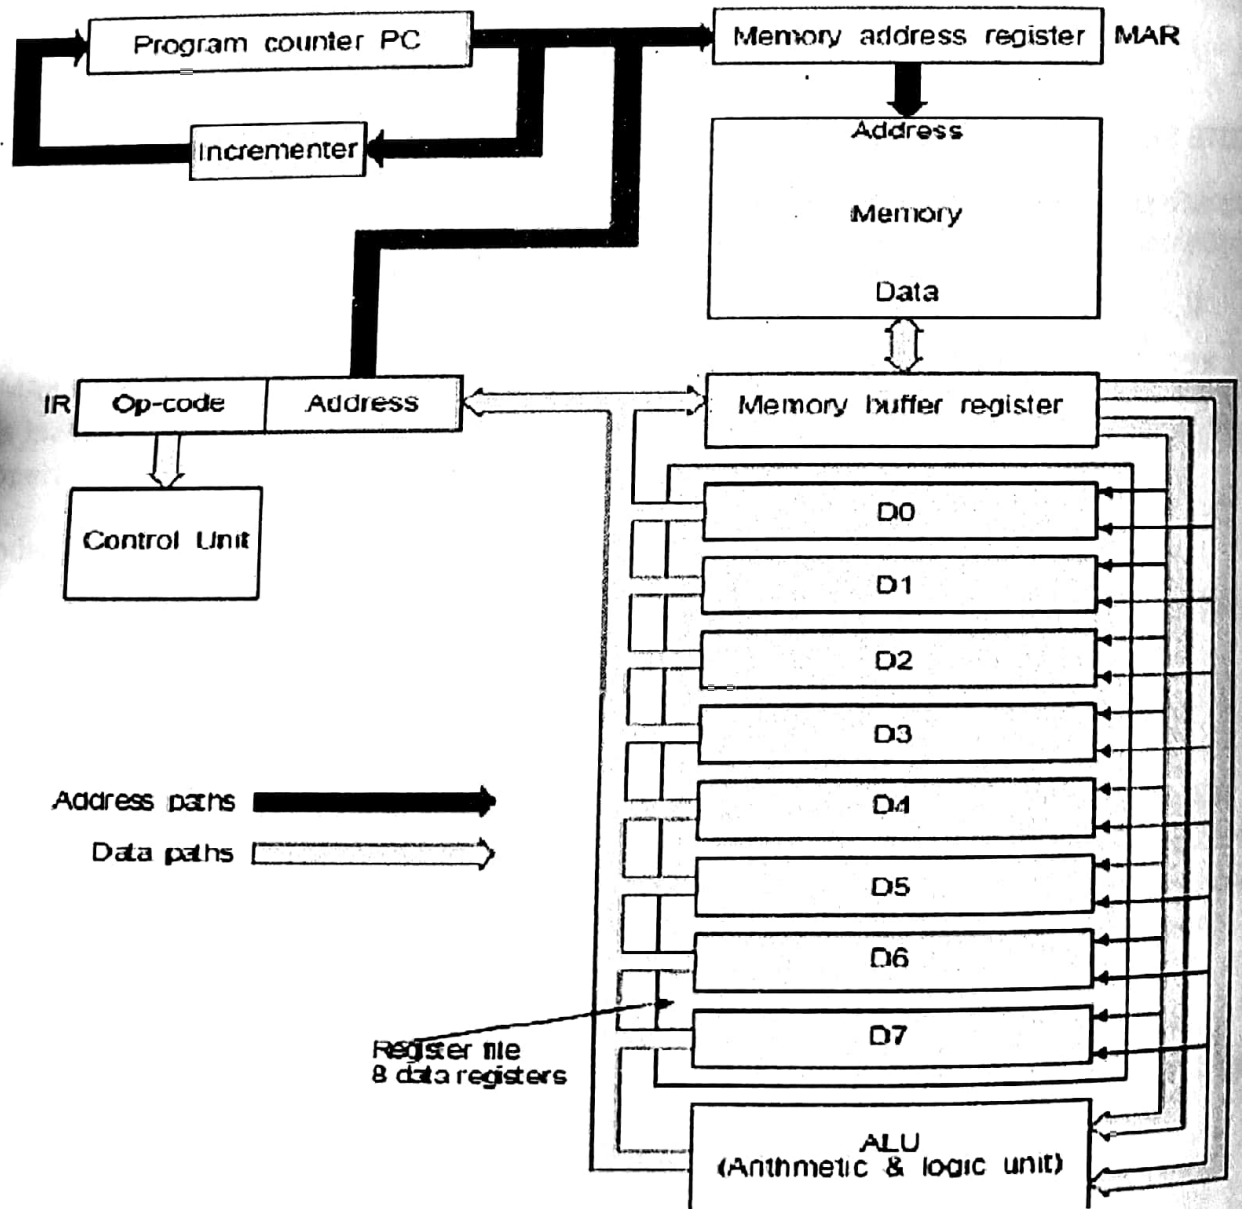 Program counter PC
Memory address register
MAR
Incrementer
Address
Memory
Data
IR
Op-code
Address
Memory buffer register
Control Unit
D0
D1
D2
D3
Address paths
Data paths
D4
D5
D6
D7
Register file
8 data registers
ALU
(Arithmetic & logic unit)